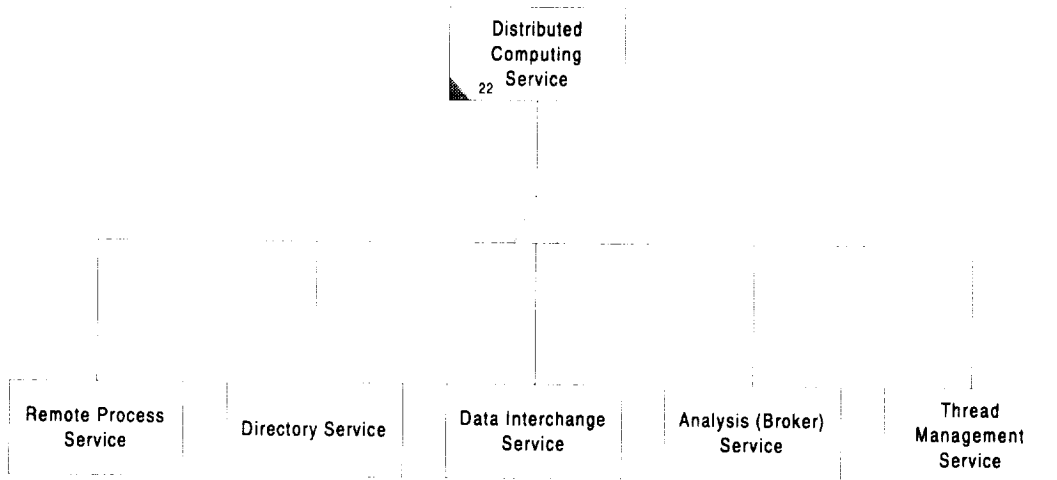 Distributed
Computing
22 Service
Remote Process
Service
Directory Service
Data Interchange
Service
Analysis (Broker)
Service
Thread
Management
Service